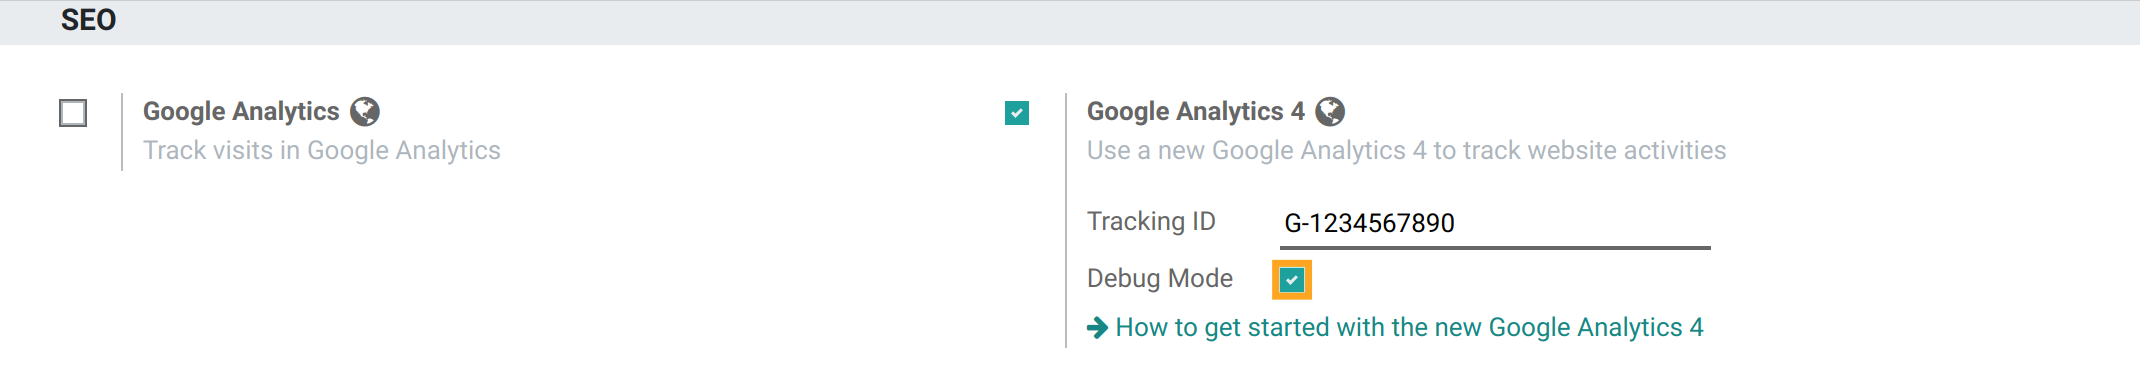 SEO
Google Analytics
Track visits in Google Analytics
Google Analytics 4
Use a new Google Analytics 4 to track website activities
Tracking ID G-1234567890
Debug Mode
How to get started with the new Google Analytics 4